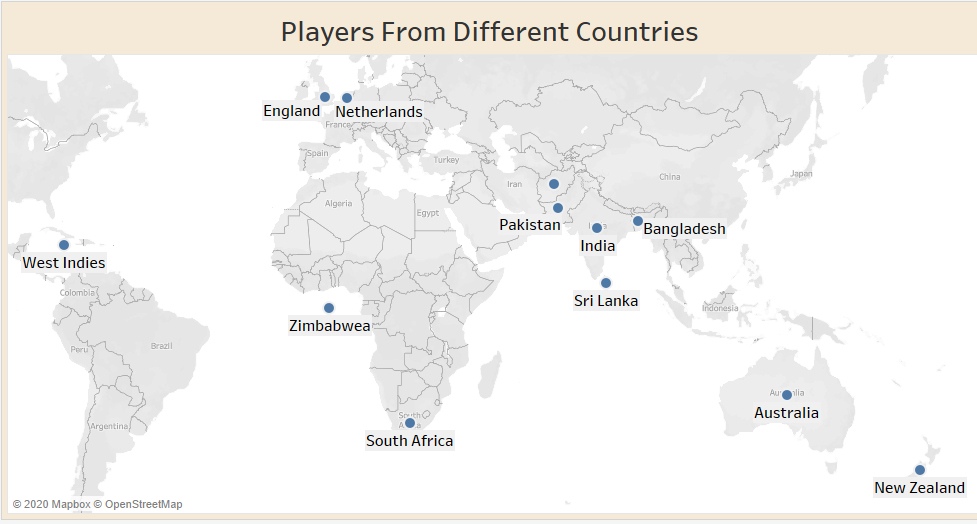 Players From Different Countries
England
Netherlands
France
Spain
Turkey
Japan
China
Iran
Algeria
Egypt
Pakistan
India
Bangladesh
West Indies
Sri Lanka
Colombia
Indonesia
Zimbabwea
Peru
Brazil
Australia
Argentina
South
South Africa
New Zealand
© 2020 Mapbox © OpenStreetMap